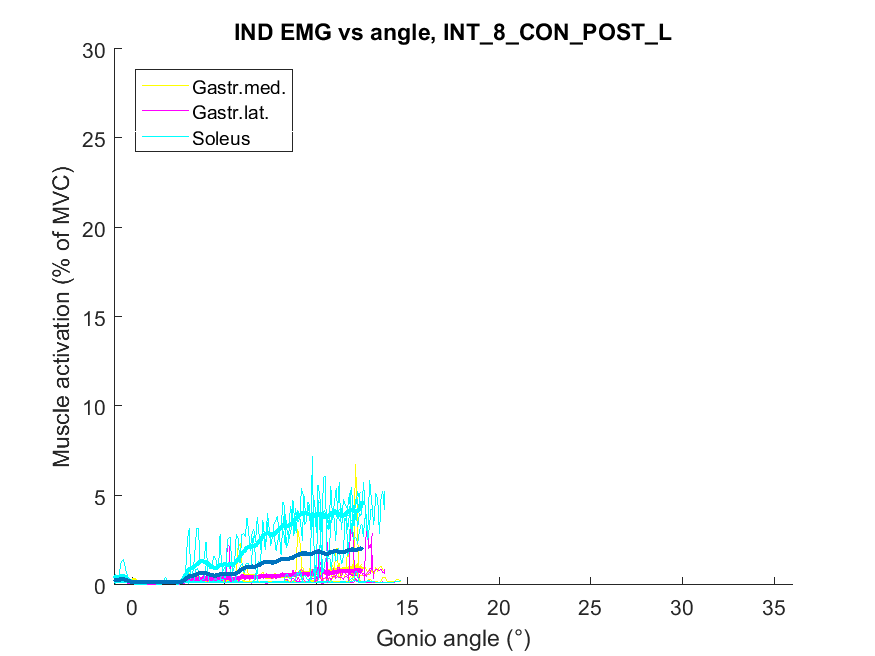 IND EMG vs angle, INT_8_CON_POST_L
30
25
20
15
10
5
0
Muscle activation (% of MVC)
Gastr.med.
Gastr.lat.
Soleus
0 5 10 15 20 25 30 35
Gonio angle (°)